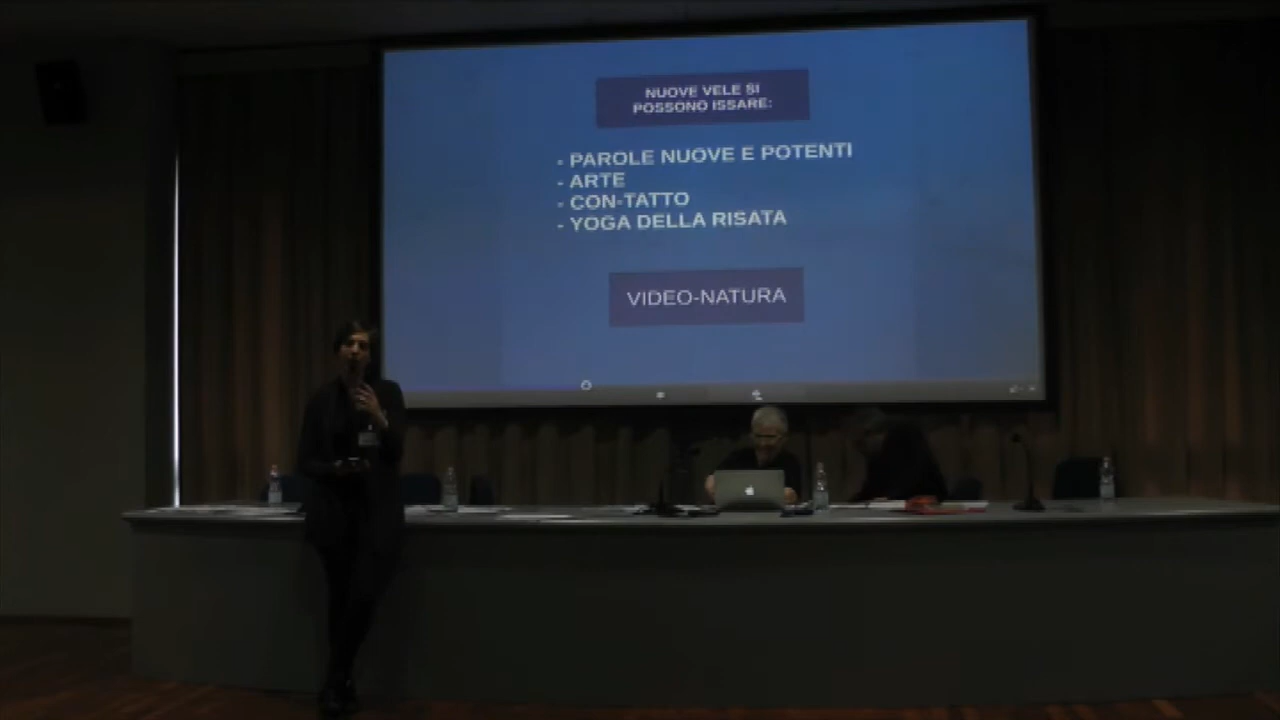 NUOVE VELE SI
POSSONO ISSARE:
- PAROLE NUOVE E POTENTI
- ARTE
- CON-TATTO
- YOGA DELLA RISATA
VIDEO-NATURA